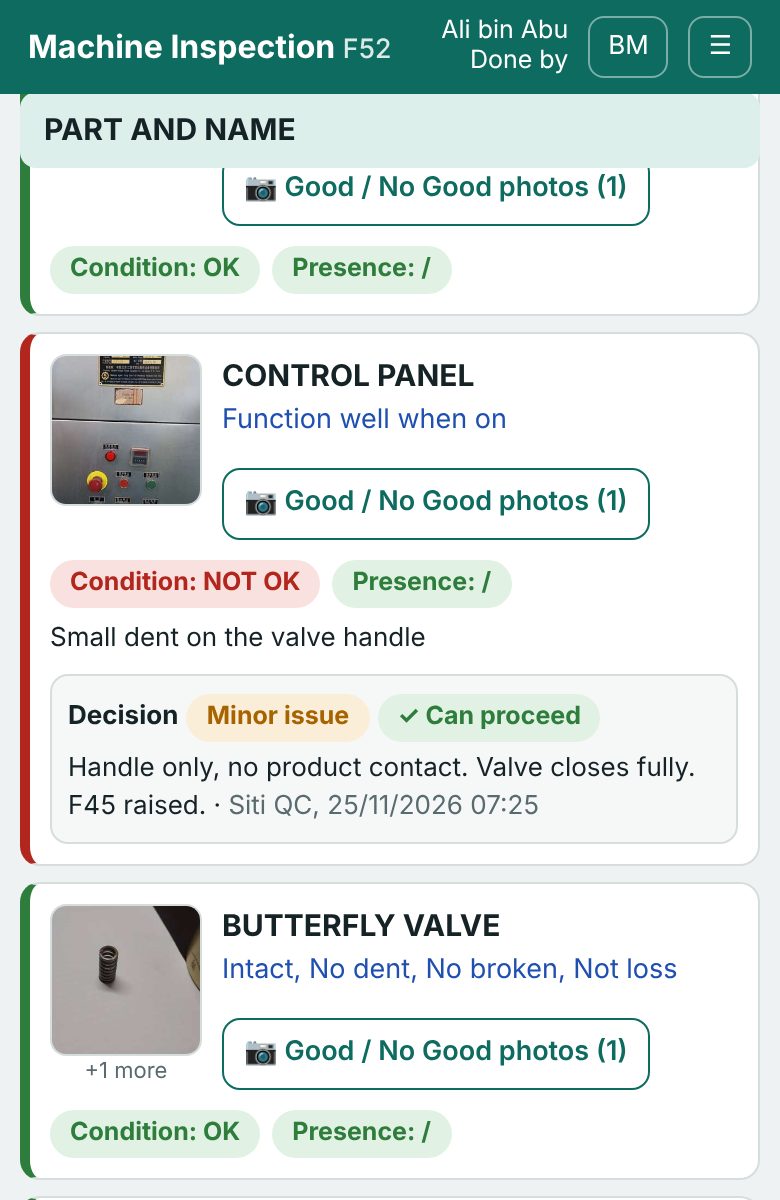 Machine Inspection F52
Ali bin Abu
Done by
BM
☰
PART AND NAME
📷 Good / No Good photos (1)
Condition: OK
Presence: /
CONTROL PANEL
Function well when on
📷 Good / No Good photos (1)
Condition: NOT OK
Presence: /
Small dent on the valve handle
Decision Minor issue ✓ Can proceed
Handle only, no product contact. Valve closes fully.
F45 raised. · Siti QC, 25/11/2026 07:25
BUTTERFLY VALVE
Intact, No dent, No broken, Not loss
📷 Good / No Good photos (1)
+1 more
Condition: OK
Presence: /